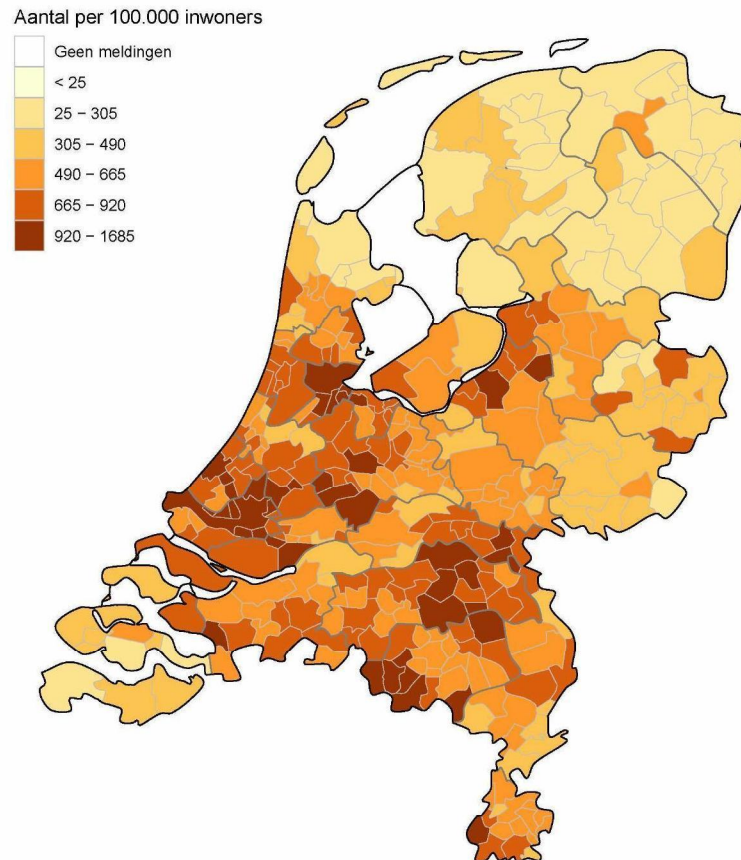 Aantal per 100.000 inwoners
Geen meldingen
< 25
25 − 305
305 − 490
490 − 665
665 − 920
920 − 1685